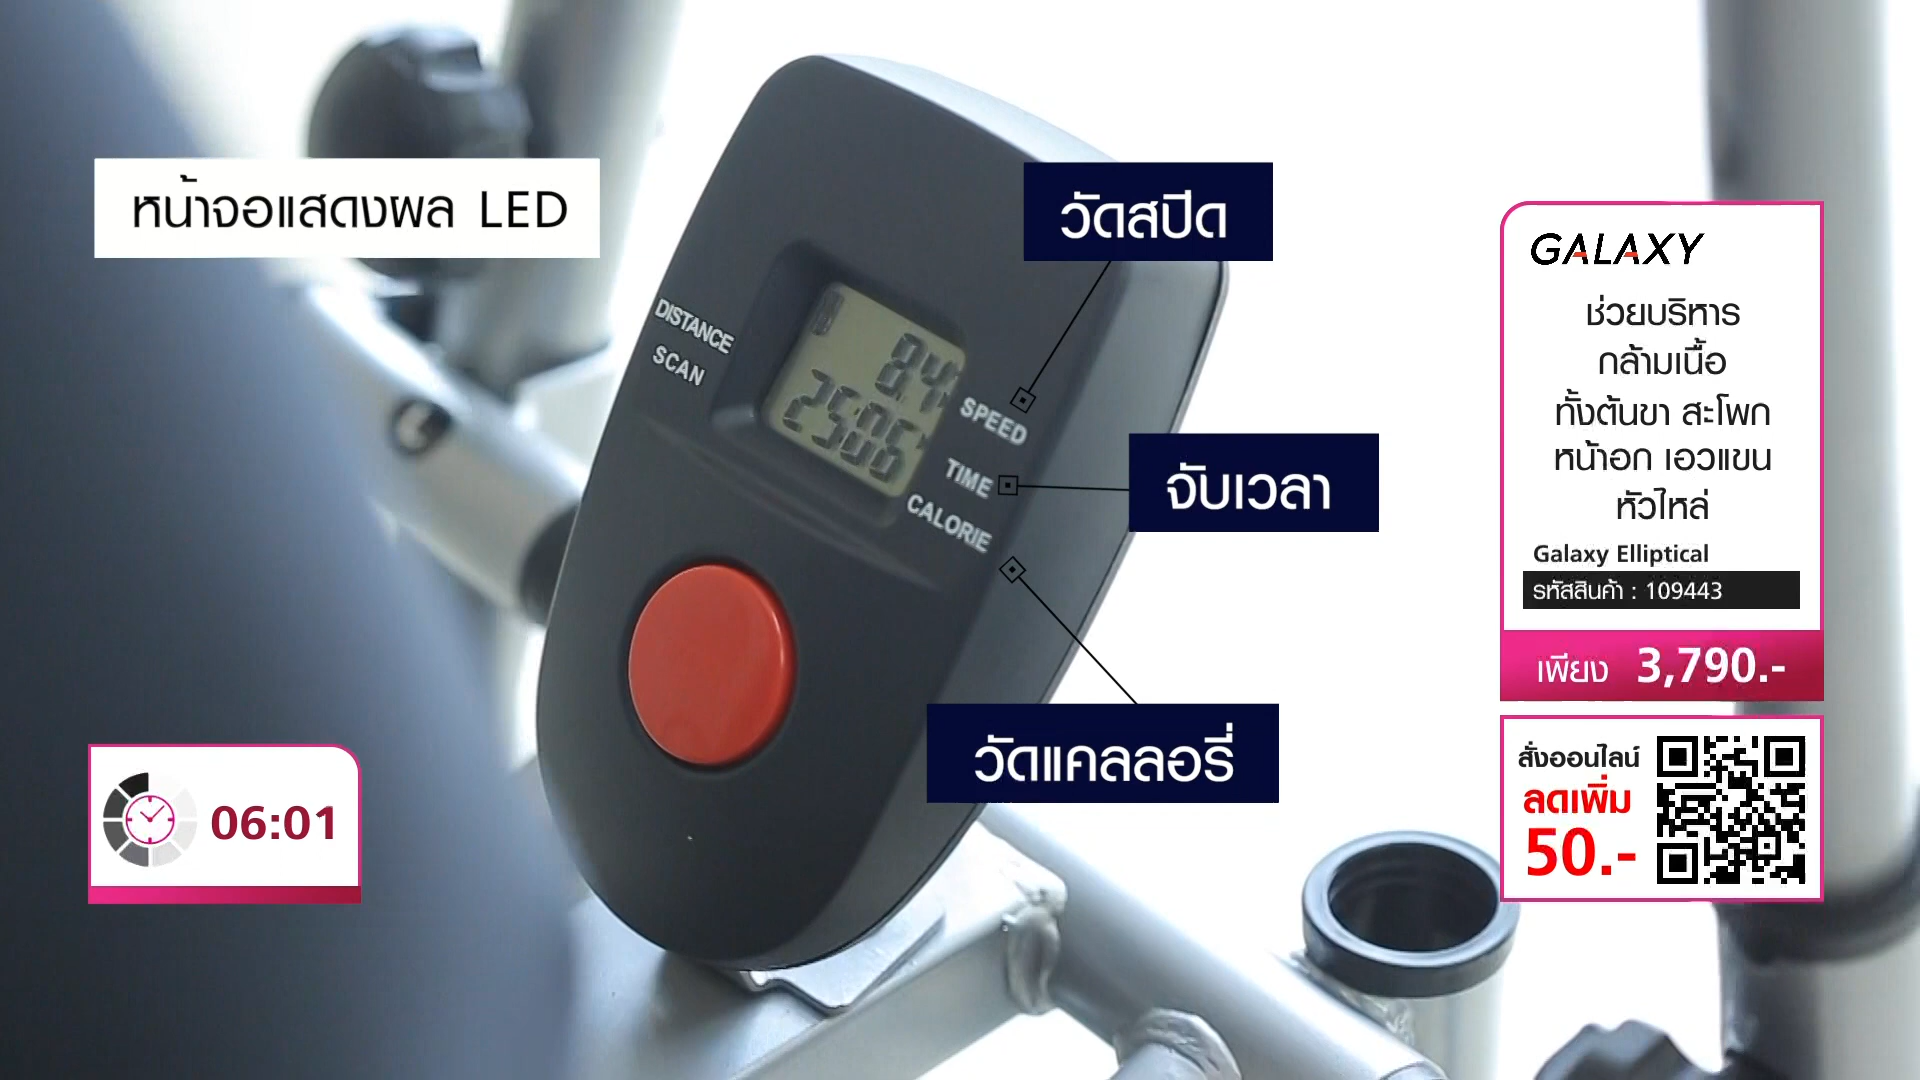 หน้าจอแสดงผล LED
วัดสปีด
DISTANCE
SCAN
8.4
25:06
SPEED
TIME
CALORIE
จับเวลา
วัดแคลลอรี่
06:01
GALAXY
ช่วยบริหาร
กล้ามเนื้อ
ทั้งต้นขา สะโพก
หน้าอก เอวแขน
หัวไหล่
Galaxy Elliptical
รหัสสินค้า : 109443
เพียง 3,790.-
สั่งออนไลน์
ลดเพิ่ม
50.-